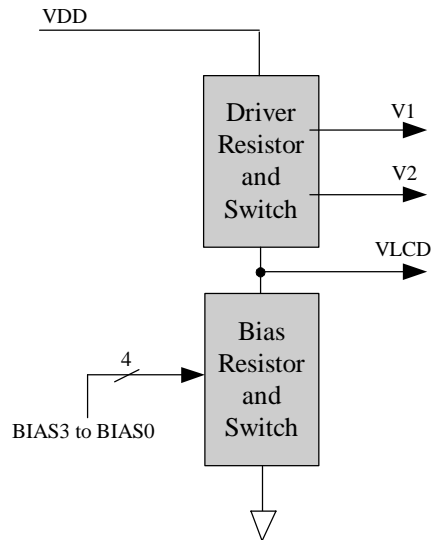 VDD
Driver
Resistor
and
Switch
V1
V2
VLCD
Bias
Resistor
and
Switch
4
BIAS3 to BIAS0